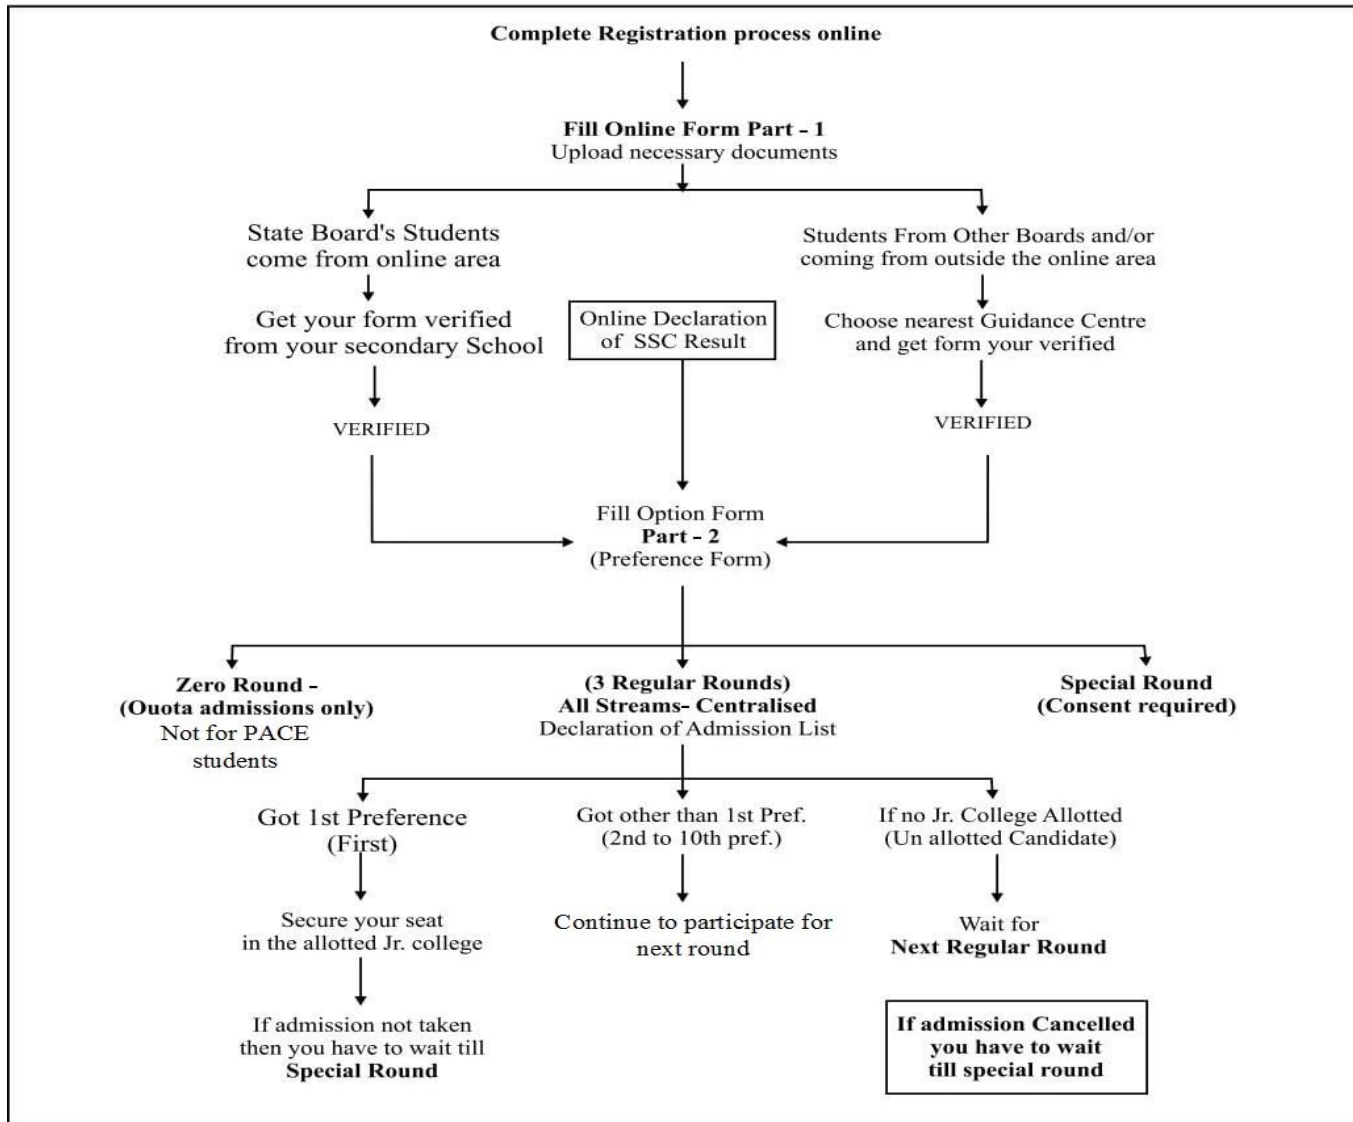 Complete Registration process online
Fill Online Form Part - 1
Upload necessary documents
State Board's Students
come from online area
Students From Other Boards and/or
coming from outside the online area
Get your form verified
from your secondary School
Online Declaration
of SSC Result
Choose nearest Guidance Centre
and get form your verified
VERIFIED
VERIFIED
Fill Option Form
Part - 2
(Preference Form)
Zero Round -
(Ouota admissions only)
Not for PACE
students
(3 Regular Rounds)
All Streams- Centralised
Declaration of Admission List
Special Round
(Consent required)
Got 1st Preference
(First)
Got other than 1st Pref.
(2nd to 10th pref.)
If no Jr. College Allotted
(Un allotted Candidate)
Secure your seat
in the allotted Jr. college
Continue to participate for
next round
Wait for
Next Regular Round
If admission not taken
then you have to wait till
Special Round
If admission Cancelled
you have to wait
till special round